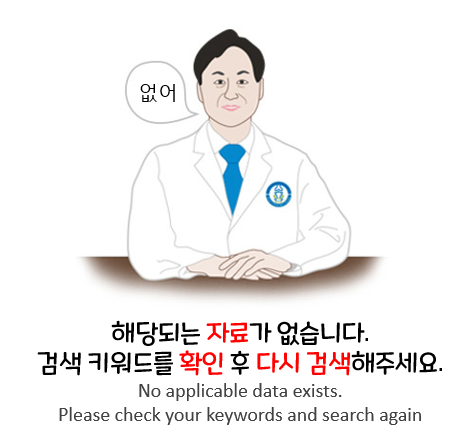 없어
해당되는 자료가 없습니다.
검색 키워드를 확인 후 다시 검색해주세요.
No applicable data exists.
Please check your keywords and search again